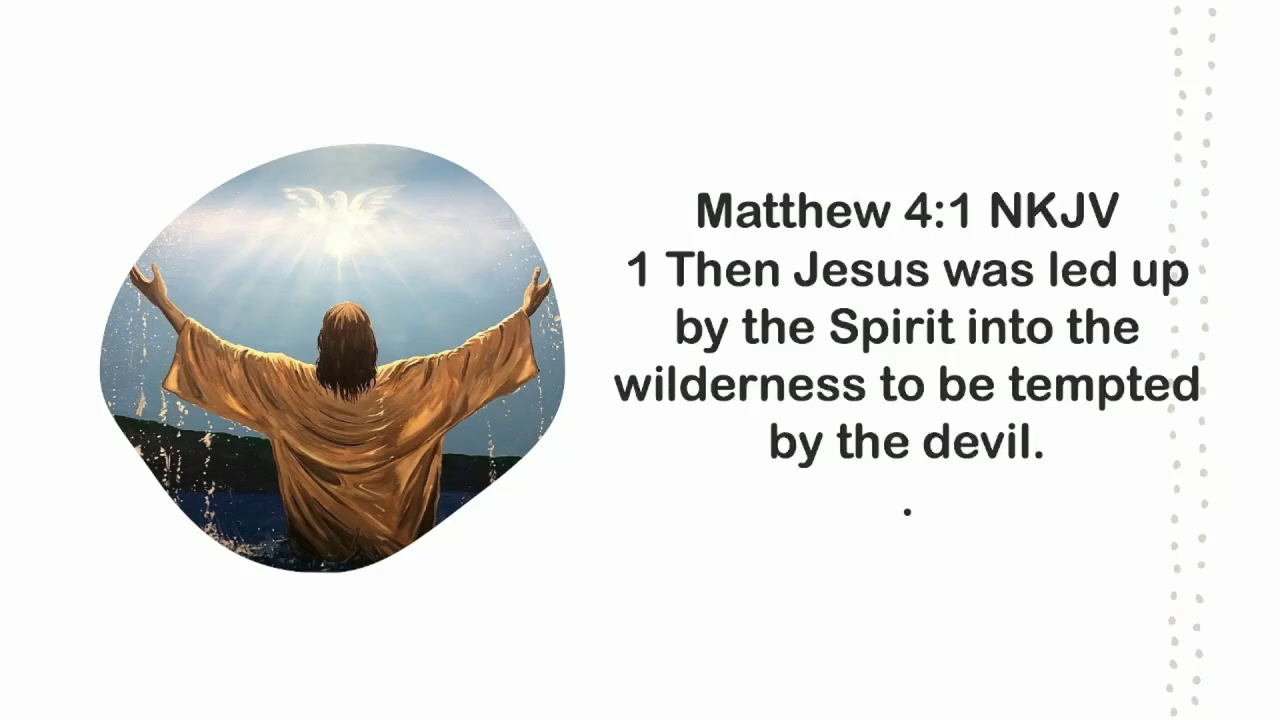 Matthew 4:1 NKJV
1 Then Jesus was led up
by the Spirit into the
wilderness to be tempted
by the devil.
.